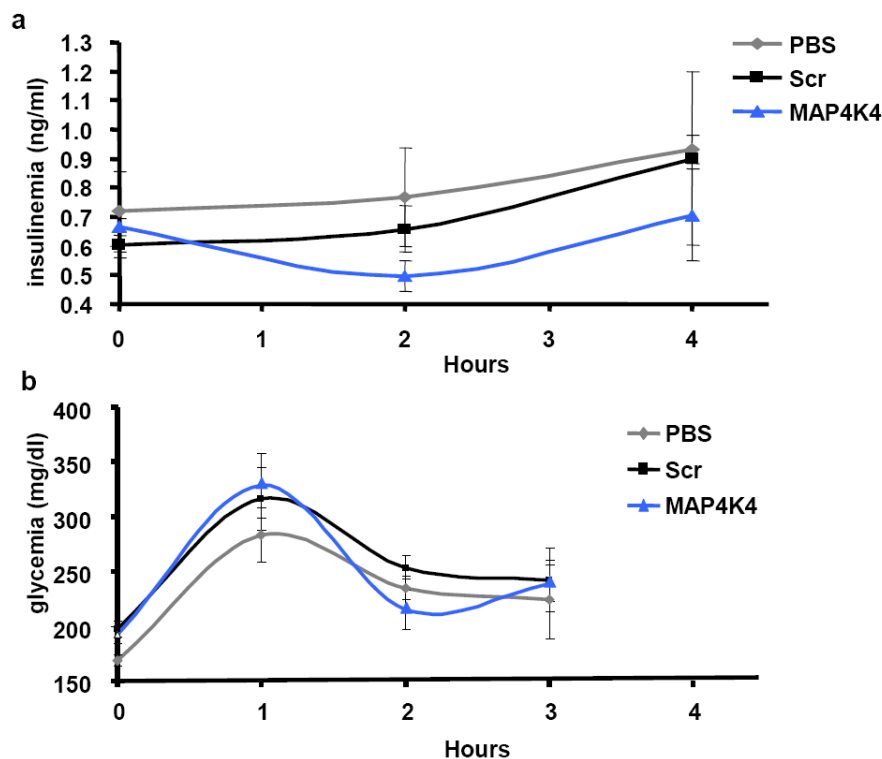 a
insulinemia (ng/ml)
1.3
1.2
1.1
1.0
0.9
0.8
0.7
0.6
0.5
0.4
0 1 2 3 4
Hours
PBS
Scr
MAP4K4
b
glycemia (mg/dl)
400
350
300
250
200
150
0 1 2 3 4
Hours
PBS
Scr
MAP4K4